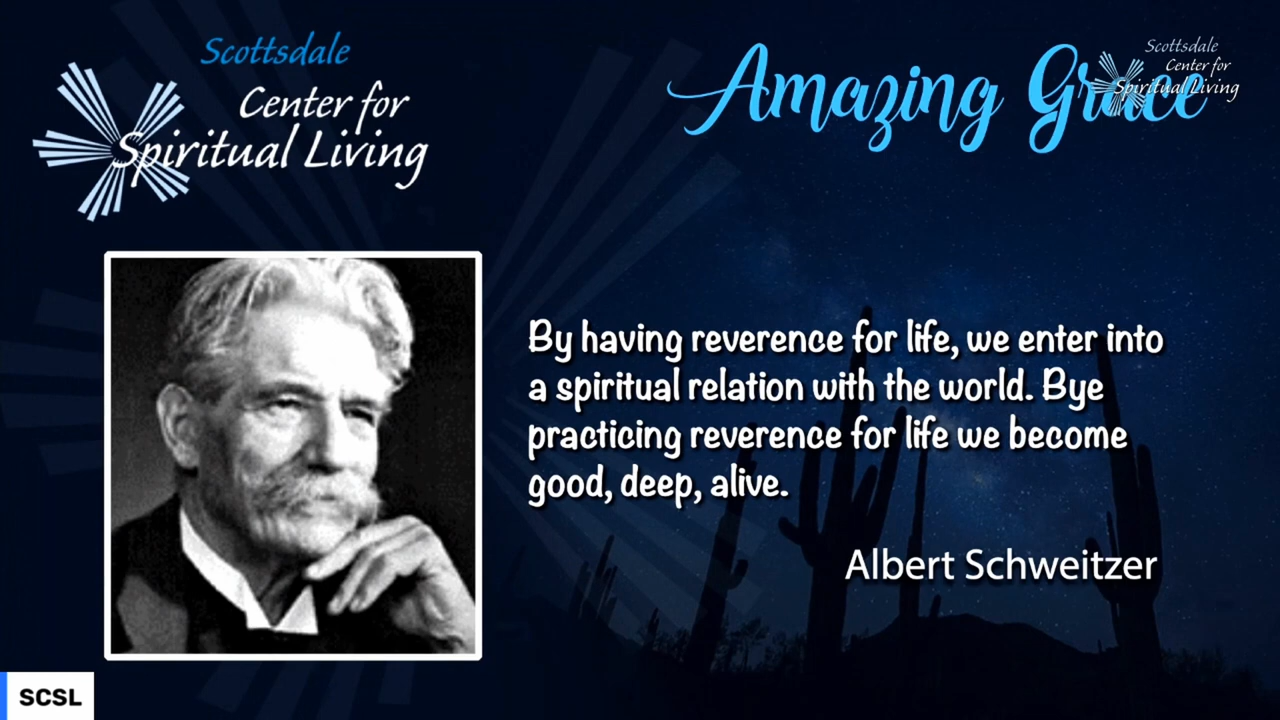 Scottsdale
Center for
Spiritual Living
Amazing Grace
Scottsdale
Center for
Spiritual Living
By having reverence for life, we enter into
a spiritual relation with the world. Bye
practicing reverence for life we become
good, deep, alive.
Albert Schweitzer
SCSL